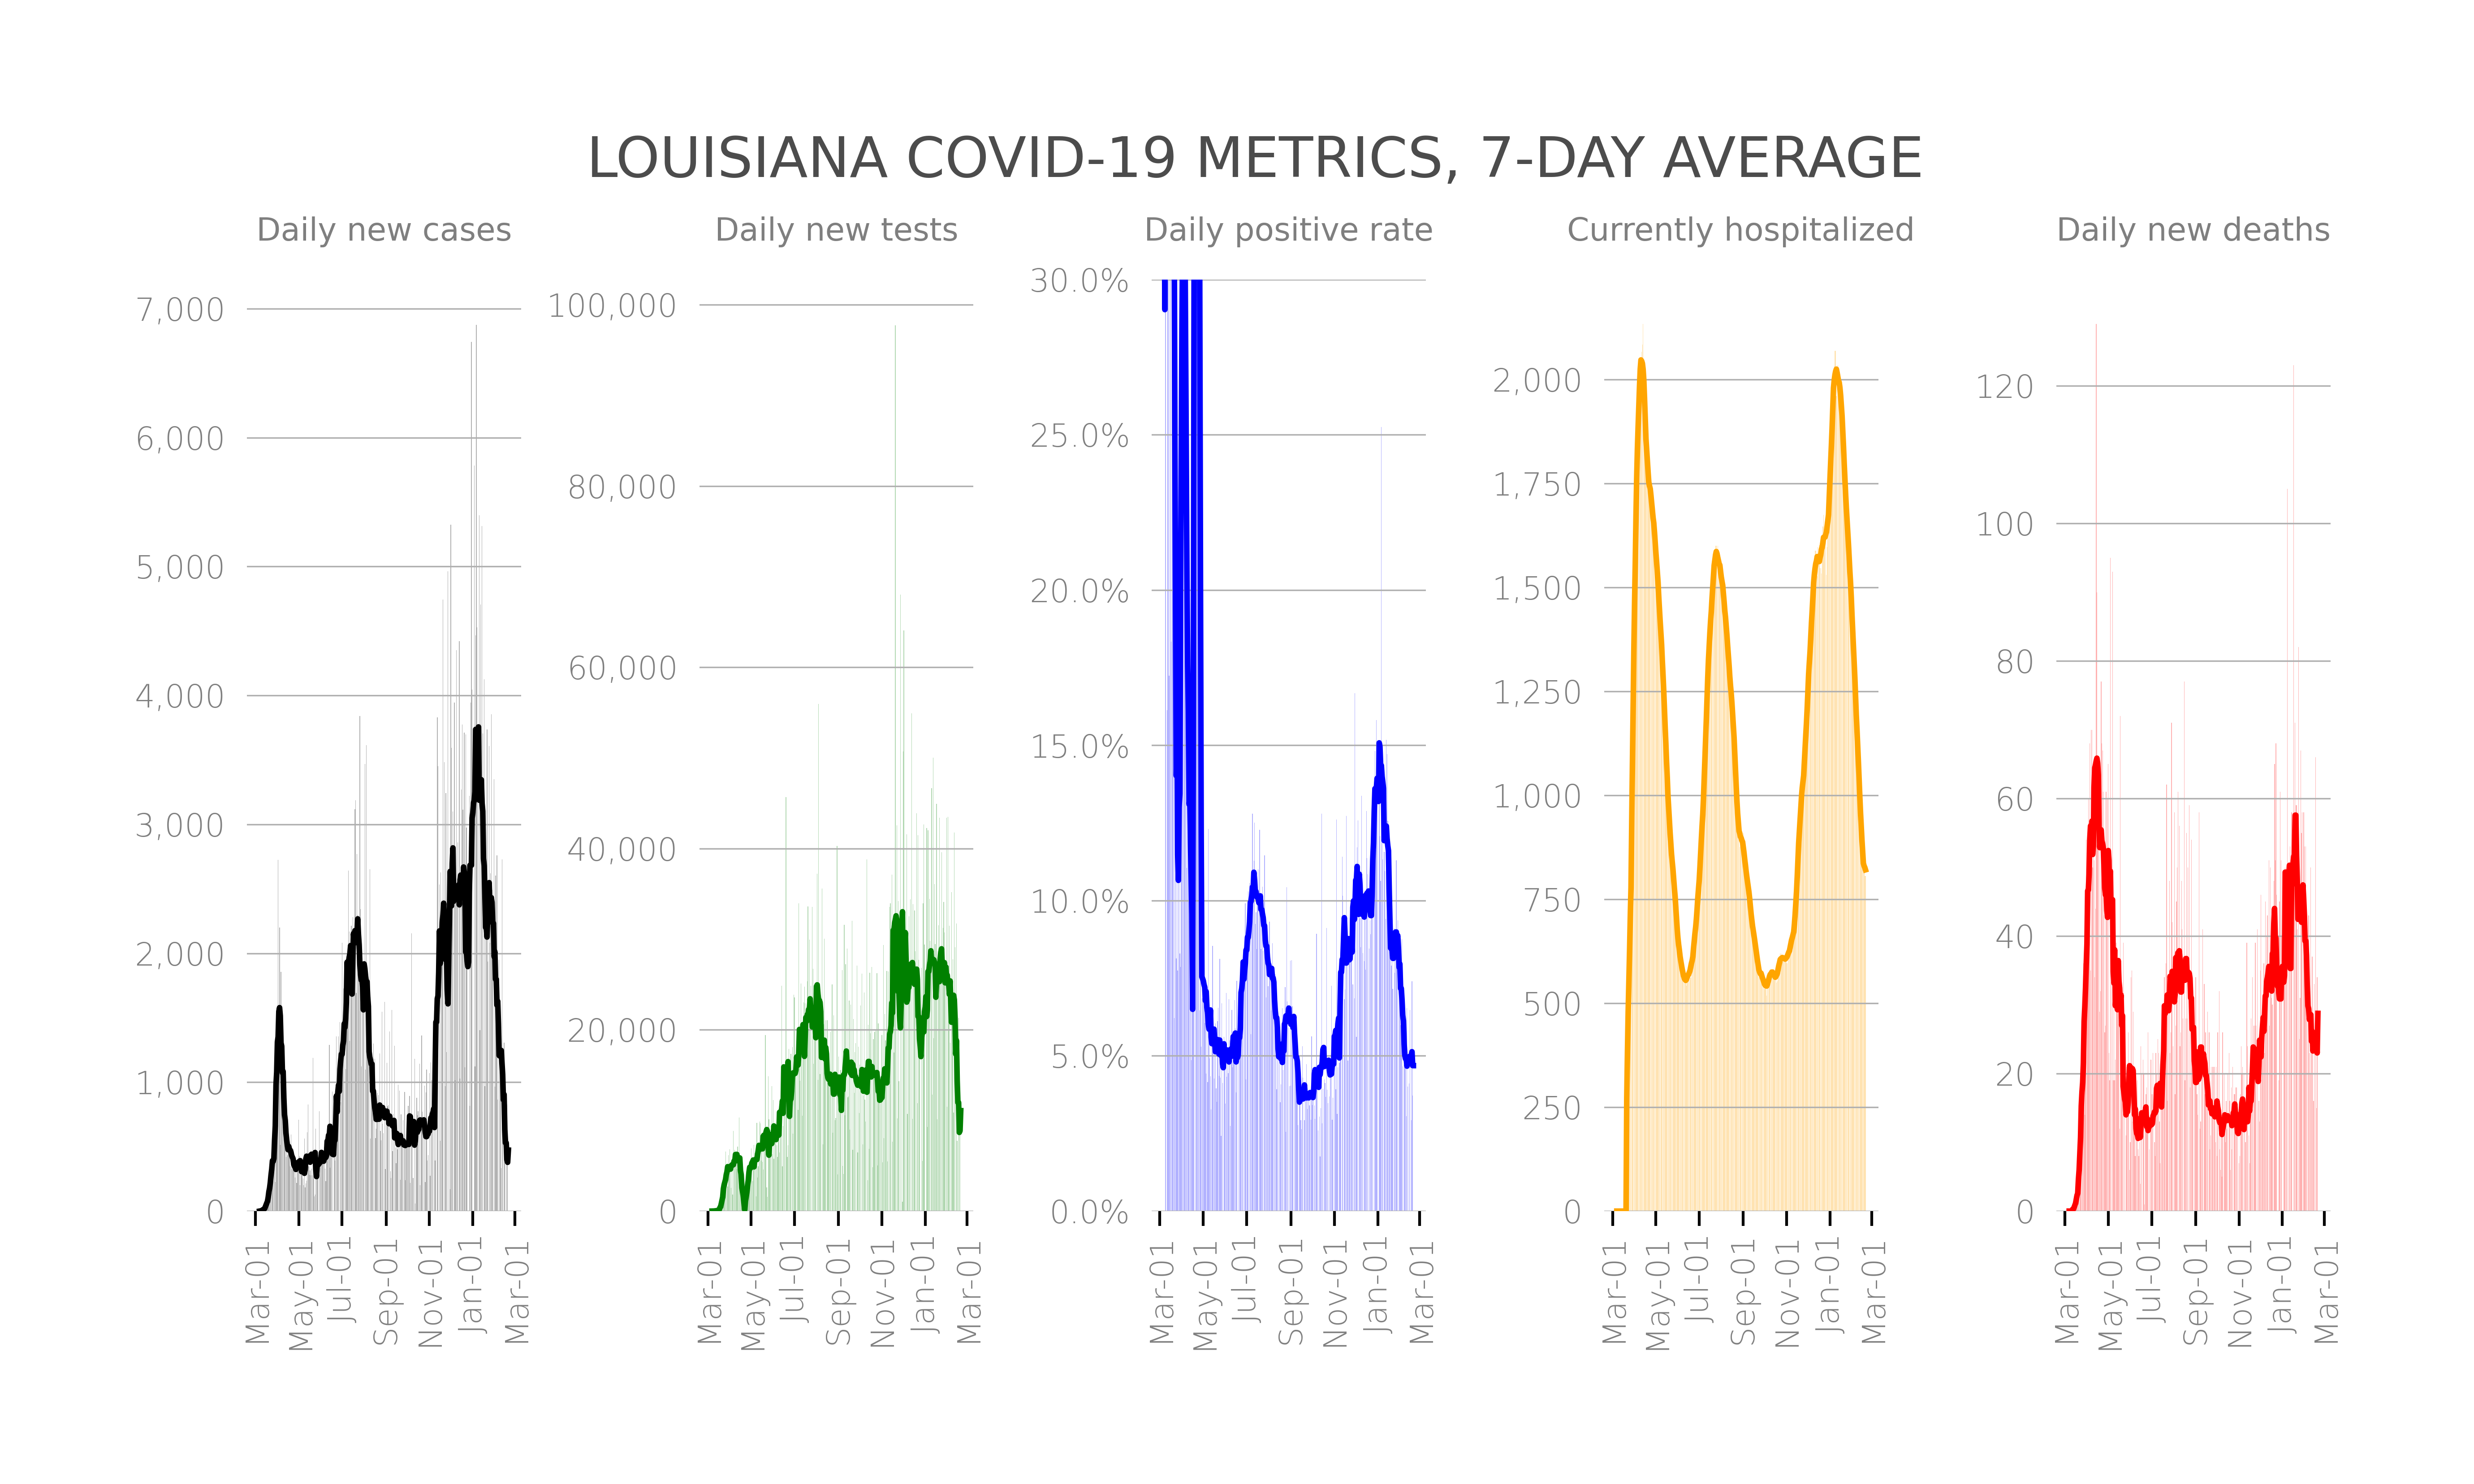 LOUISIANA COVID-19 METRICS, 7-DAY AVERAGE
Daily new cases
7,000
6,000
5,000
4,000
3,000
2,000
1,000
0
Mar-01
May-01
Jul-01
Sep-01
Nov-01
Jan-01
Mar-01
Daily new tests
100,000
80,000
60,000
40,000
20,000
0
Mar-01
May-01
Jul-01
Sep-01
Nov-01
Jan-01
Mar-01
Daily positive rate
30.0%
25.0%
20.0%
15.0%
10.0%
5.0%
0.0%
Mar-01
May-01
Jul-01
Sep-01
Nov-01
Jan-01
Mar-01
Currently hospitalized
2,000
1,750
1,500
1,250
1,000
750
500
250
0
Mar-01
May-01
Jul-01
Sep-01
Nov-01
Jan-01
Mar-01
Daily new deaths
120
100
80
60
40
20
0
Mar-01
May-01
Jul-01
Sep-01
Nov-01
Jan-01
Mar-01